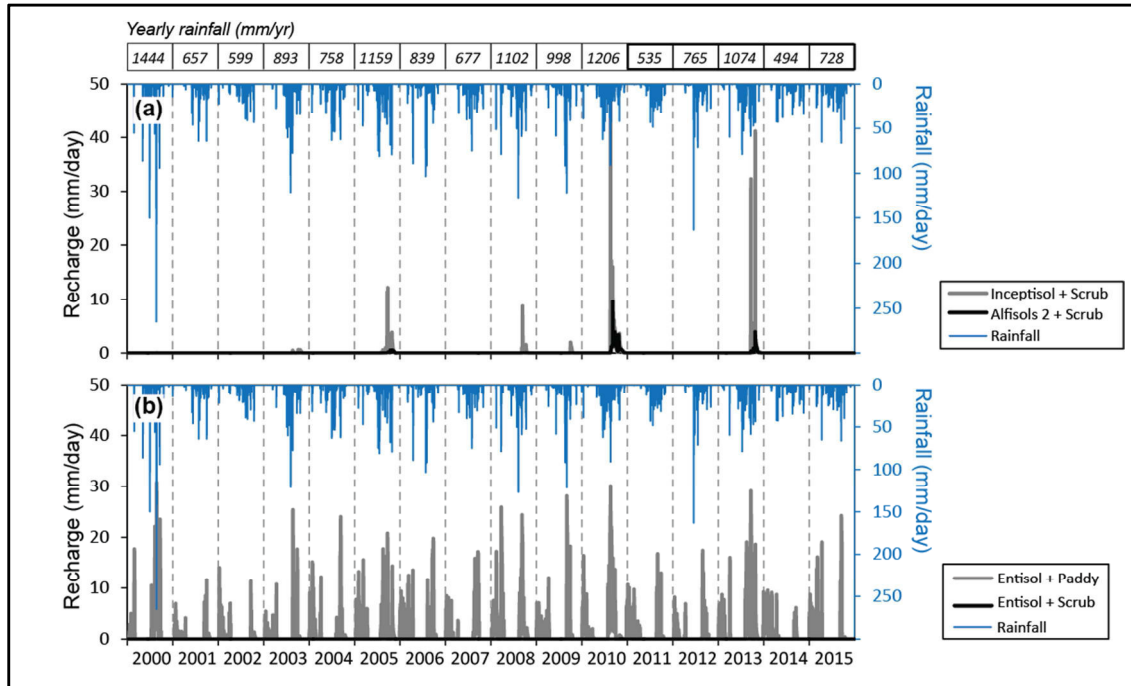 Yearly rainfall (mm/yr)
1444 657 599 893 758 1159 839 677 1102 998 1206 535 765 1074 494 728
(a)
50
40
30
20
10
0
Recharge (mm/day)
0
50
100
150
200
250
Rainfall (mm/day)
Inceptisol + Scrub
Alfisols 2 + Scrub
Rainfall
(b)
50
40
30
20
10
0
Recharge (mm/day)
0
50
100
150
200
250
Rainfall (mm/day)
Entisol + Paddy
Entisol + Scrub
Rainfall
2000 2001 2002 2003 2004 2005 2006 2007 2008 2009 2010 2011 2012 2013 2014 2015